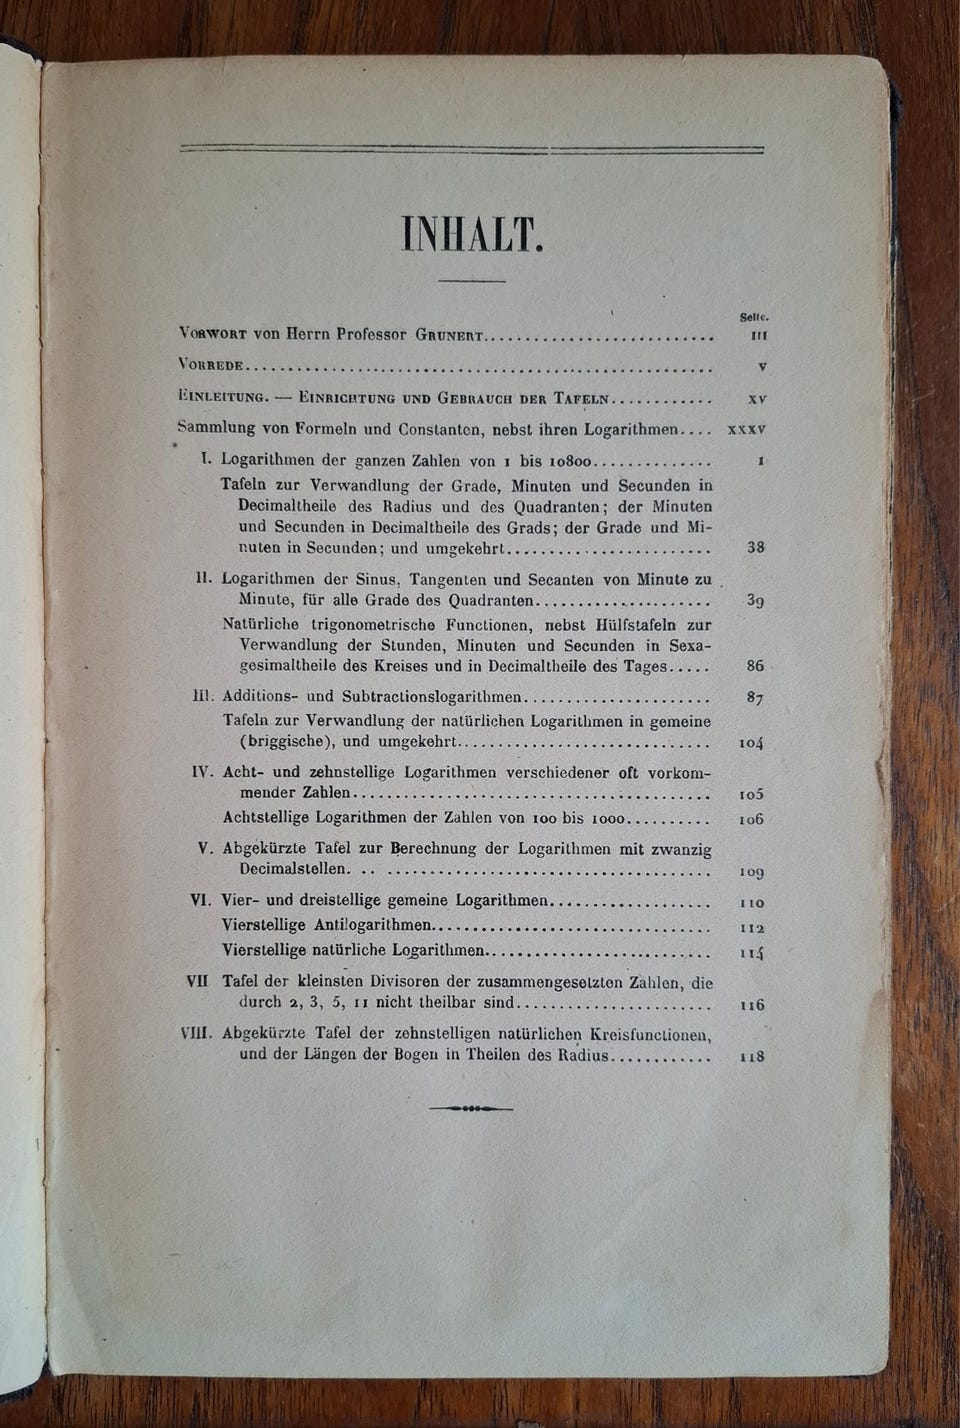 INHALT.
Seite.
VORWORT von Herrn Professor GRUNERT........................... III
VORREDE...................................................... V
EINLEITUNG. — EINRICHTUNG UND GEBRAUCH DER TAFELN............ XV
Sammlung von Formeln und Constanten, nebst ihren Logarithmen.... XXXV
I. Logarithmen der ganzen Zahlen von 1 bis 10800.............. 1
Tafeln zur Verwandlung der Grade, Minuten und Secunden in
Decimaltheile des Radius und des Quadranten; der Minuten
und Secunden in Decimaltheile des Grads; der Grade und Mi-
nuten in Secunden; und umgekehrt........................ 38
II. Logarithmen der Sinus, Tangenten und Secanten von Minute zu
Minute, für alle Grade des Quadranten..................... 39
Natürliche trigonometrische Functionen, nebst Hülfstafeln zur
Verwandlung der Stunden, Minuten und Secunden in Sexa-
gesimaltheile des Kreises und in Decimaltheile des Tages..... 86
III. Additions- und Subtractionslogarithmen...................... 87
Tafeln zur Verwandlung der natürlichen Logarithmen in gemeine
(briggische), und umgekehrt.............................. 104
IV. Acht- und zehnstellige Logarithmen verschiedener oft vorkom-
mender Zahlen.......................................... 105
Achtstellige Logarithmen der Zahlen von 100 bis 1000.......... 106
V. Abgekürzte Tafel zur Berechnung der Logarithmen mit zwanzig
Decimalstellen. .. ...................................... 109
VI. Vier- und dreistellige gemeine Logarithmen................... 110
Vierstellige Antilogarithmen................................. 112
Vierstellige natürliche Logarithmen........................... 114
VII Tafel der kleinsten Divisoren der zusammengesetzten Zahlen, die
durch 2, 3, 5, 11 nicht theilbar sind....................... 116
VIII. Abgekürzte Tafel der zehnstelligen natürlichen Kreisfunctionen,
und der Längen der Bogen in Theilen des Radius............ 118